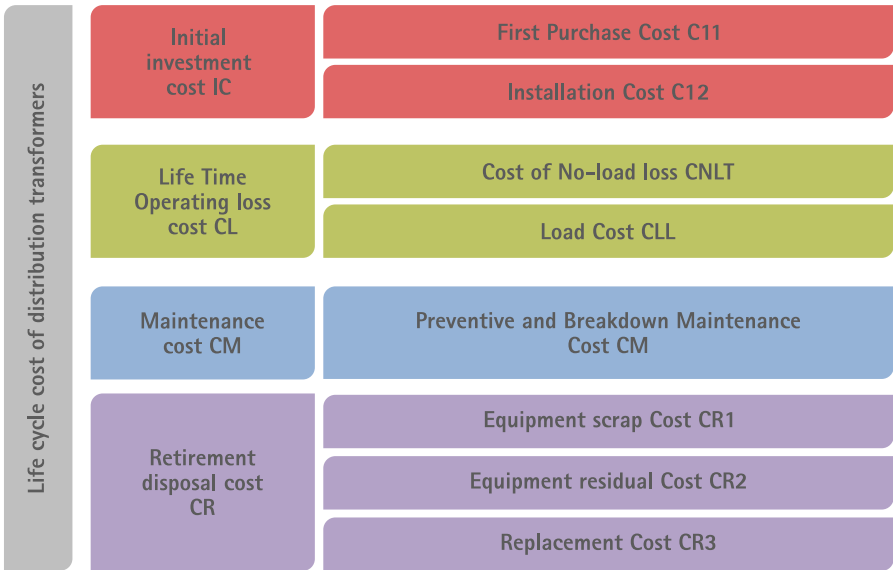 Life cycle cost of distribution transformers
Initial
investment
cost IC
First Purchase Cost C11
Installation Cost C12
Life Time
Operating loss
cost CL
Cost of No-load loss CNLT
Load Cost CLL
Maintenance
cost CM
Preventive and Breakdown Maintenance
Cost CM
Retirement
disposal cost
CR
Equipment scrap Cost CR1
Equipment residual Cost CR2
Replacement Cost CR3